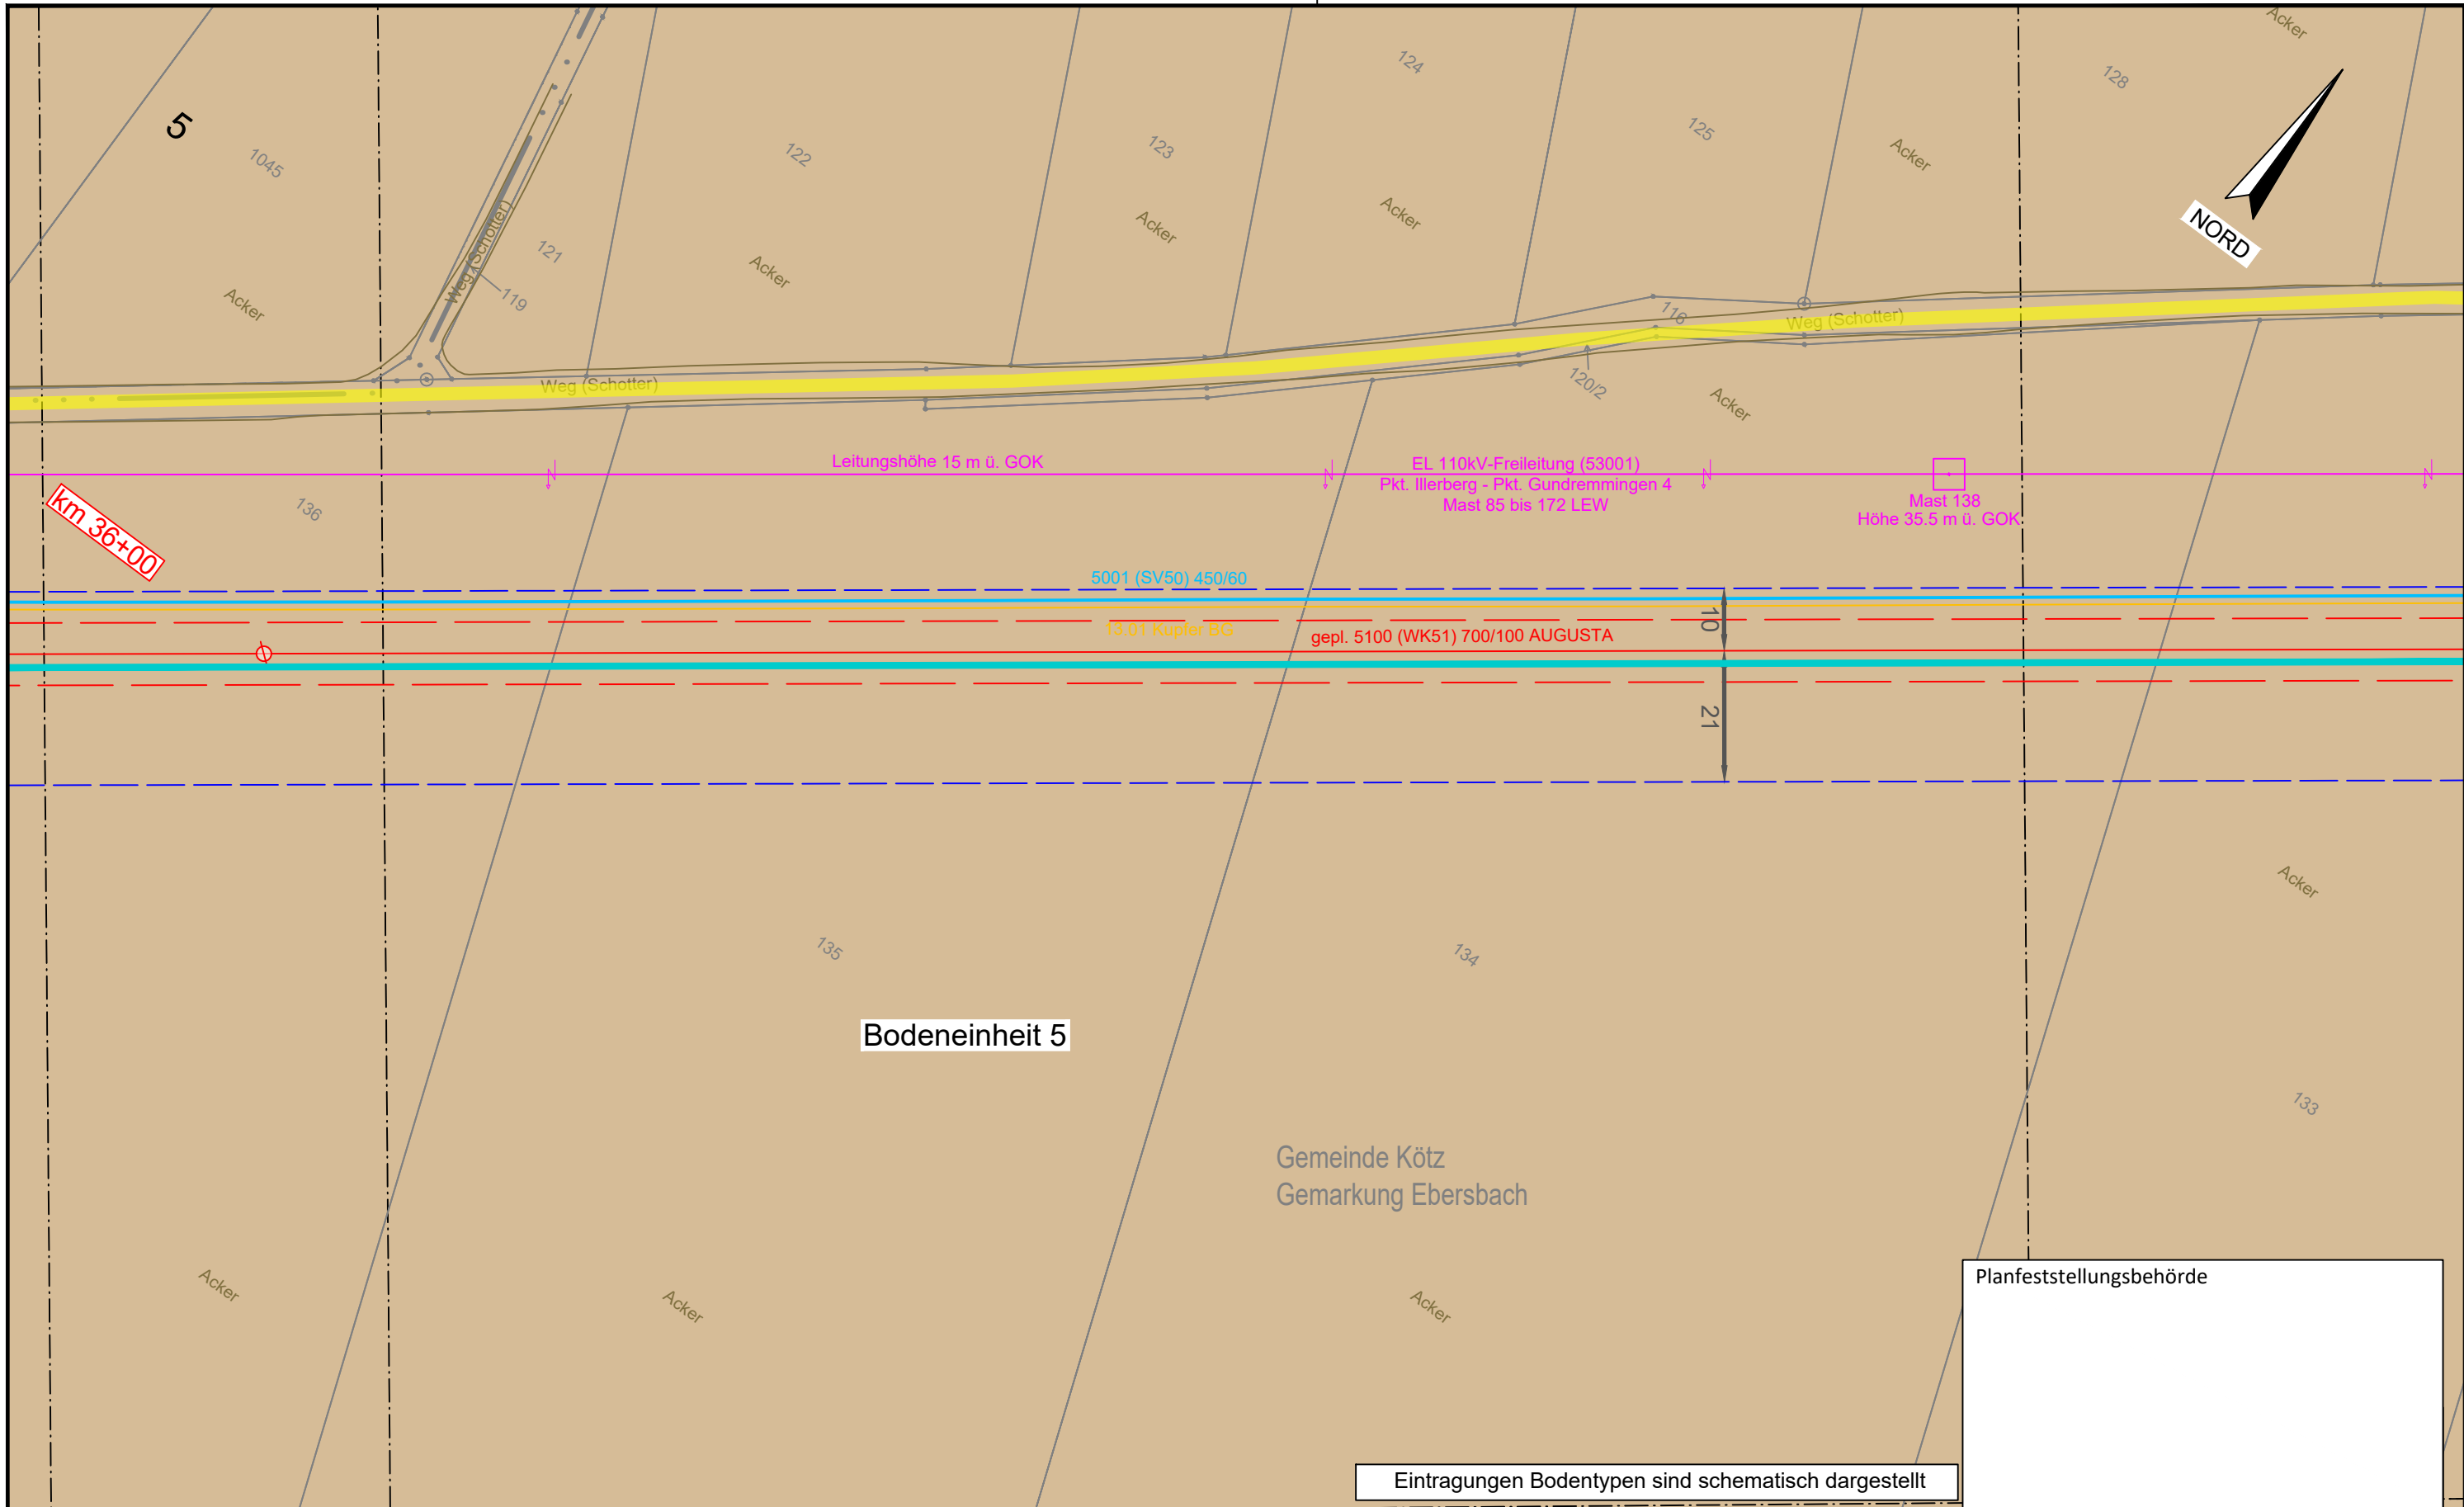 Acker
124
128
5
125
123
122
1045
Acker
Acker
Acker
NORD
Weg (Schotter)
121
Acker
119
Acker
116
Weg (Schotter)
Weg (Schotter)
120/2
Acker
Leitungshöhe 15 m ü. GOK
EL 110kV-Freileitung (53001)
Pkt. Illerberg - Pkt. Gundremmingen 4
Mast 85 bis 172 LEW
Mast 138
Höhe 35.5 m ü. GOK
km 36+00
136
5001 (SV50) 450/60
10
13.01 Kupfer BG
gepl. 5100 (WK51) 700/100 AUGUSTA
21
Acker
135
134
Bodeneinheit 5
133
Gemeinde Kötz
Gemarkung Ebersbach
Acker
Acker
Acker
Planfeststellungsbehörde
Eintragungen Bodentypen sind schematisch dargestellt